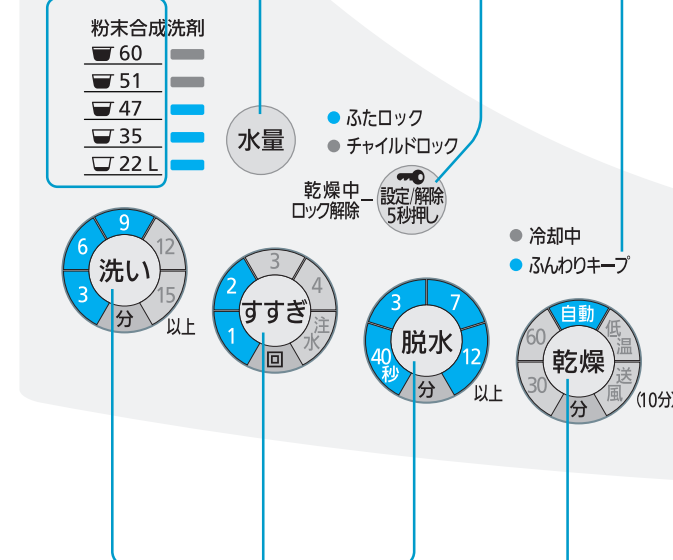 粉末合成洗剤
60
51
47
35
22 L
水量
ふたロック
チャイルドロック
乾燥中
ロック解除
設定/解除
5秒押し
冷却中
ふんわりキープ
洗い
3
6
9
12
15
分
以上
すすぎ
1
2
3
4
注水
回
脱水
40秒
3
7
12
分
以上
乾燥
30
60
自動
低温
送風
(10分)
分